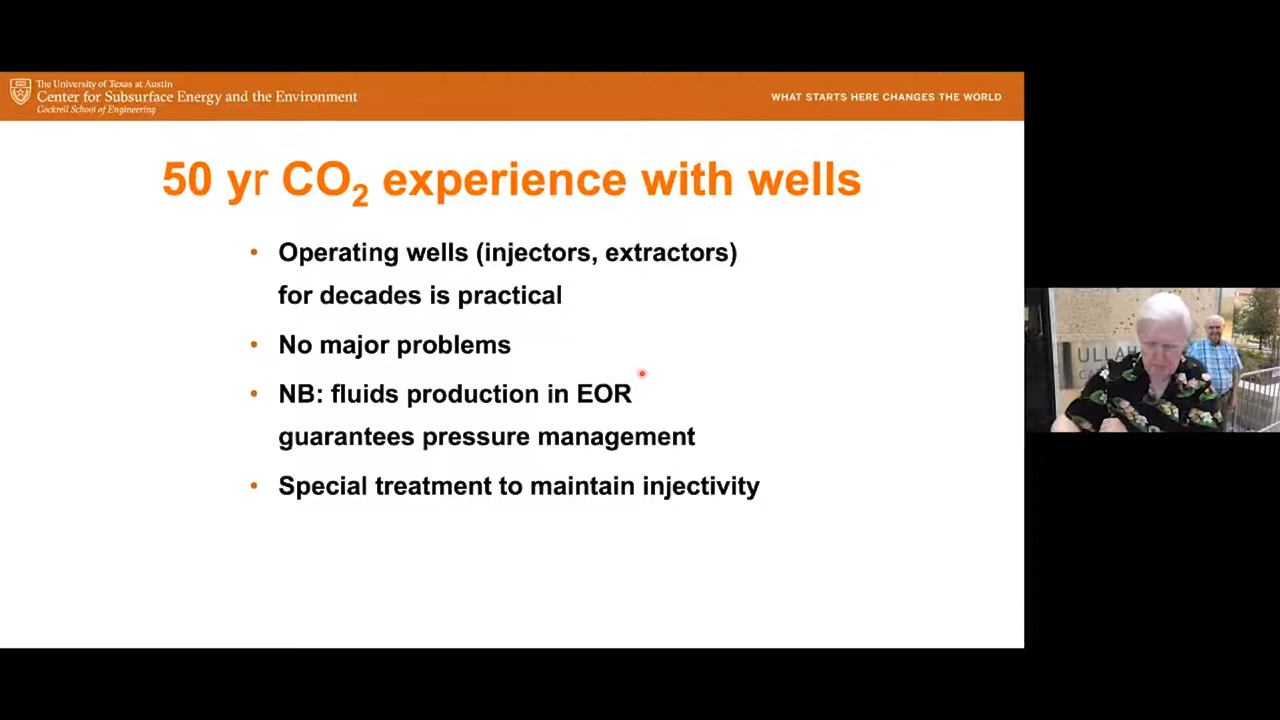 The University of Texas at Austin
Center for Subsurface Energy and the Environment
Cockrell School of Engineering
WHAT STARTS HERE CHANGES THE WORLD
50 yr CO₂ experience with wells
• Operating wells (injectors, extractors)
for decades is practical
• No major problems
• NB: fluids production in EOR
guarantees pressure management
• Special treatment to maintain injectivity
ULLAH